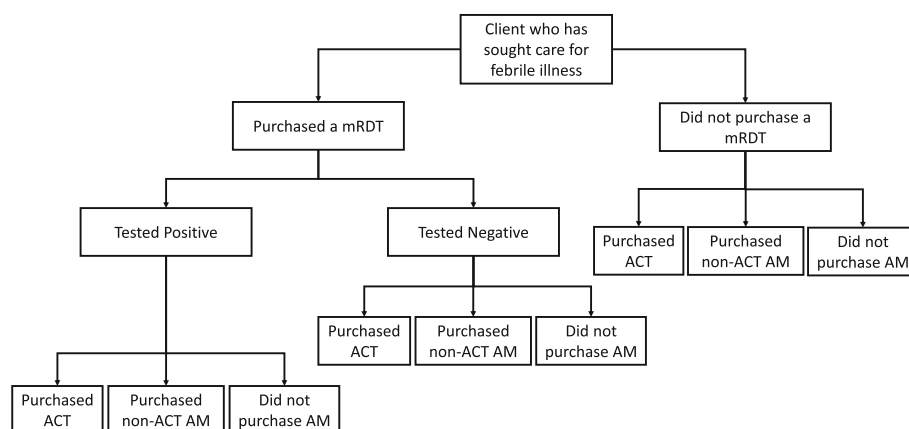 Client who has
sought care for
febrile illness
Purchased a mRDT
Did not purchase a
mRDT
Tested Positive
Tested Negative
Purchased
ACT
Purchased
non-ACT AM
Did not
purchase AM
Purchased
ACT
Purchased
non-ACT AM
Did not
purchase AM
Purchased
ACT
Purchased
non-ACT AM
Did not
purchase AM